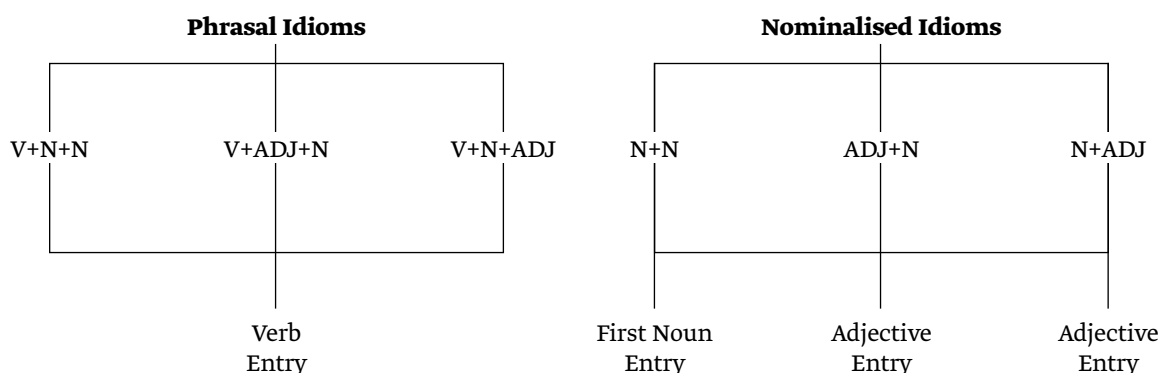 Phrasal Idioms
V+N+N V+ADJ+N V+N+ADJ
Verb
Entry
Nominalised Idioms
N+N ADJ+N N+ADJ
First Noun
Entry
Adjective
Entry
Adjective
Entry